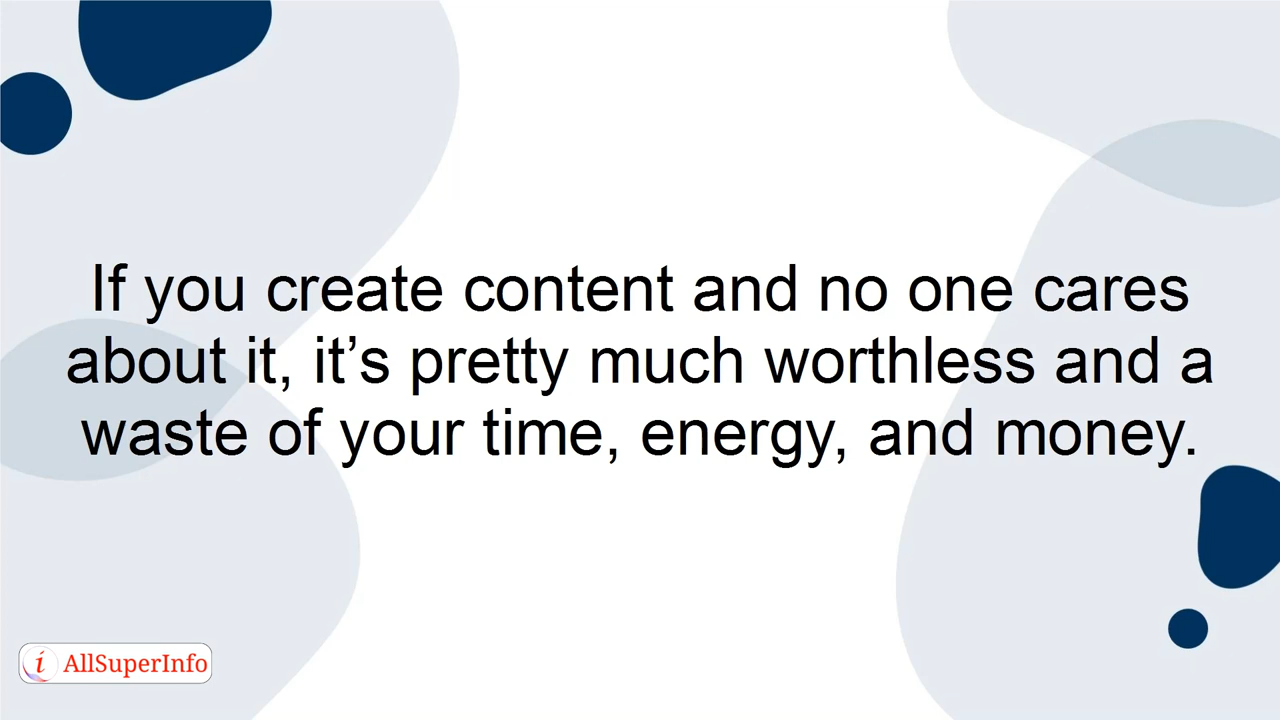 If you create content and no one cares
about it, it’s pretty much worthless and a
waste of your time, energy, and money.
i AllSuperInfo